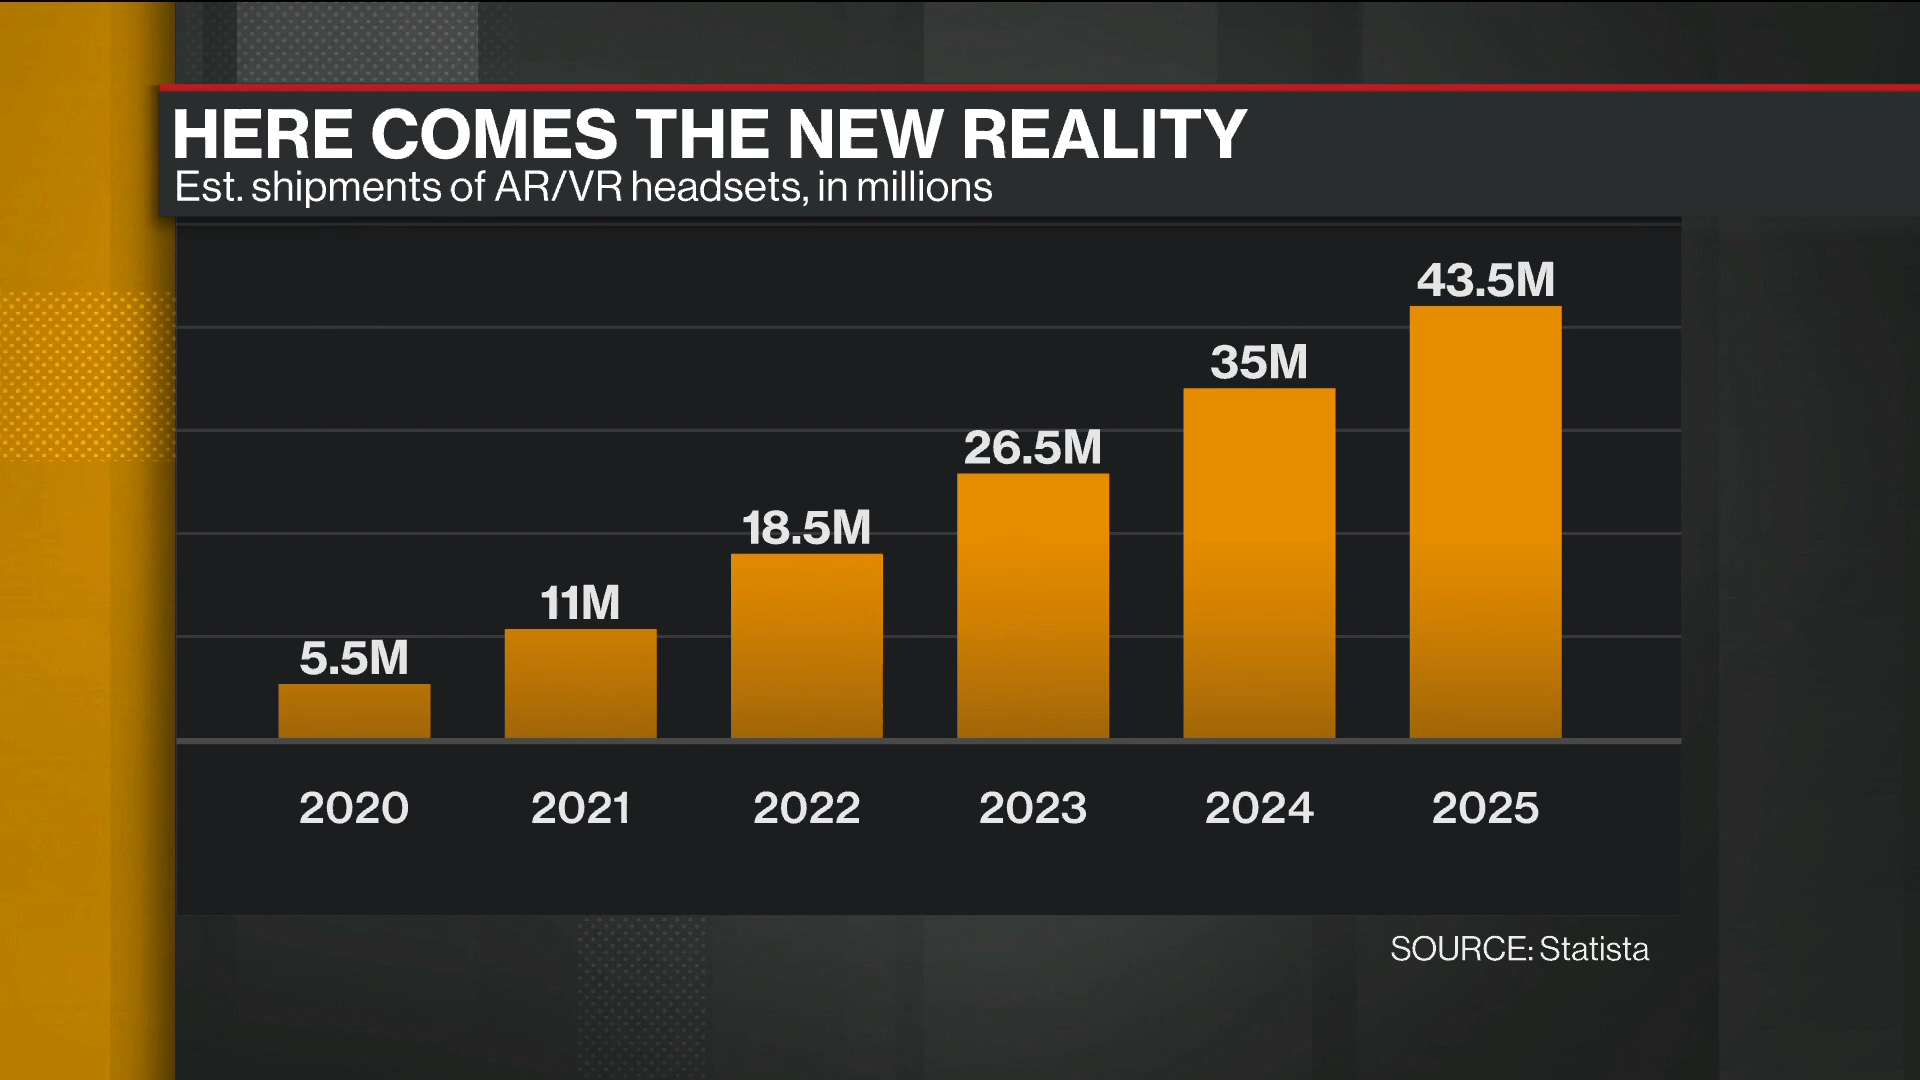 HERE COMES THE NEW REALITY
Est. shipments of AR/VR headsets, in millions
5.5M
11M
18.5M
26.5M
35M
43.5M
2020
2021
2022
2023
2024
2025
SOURCE: Statista